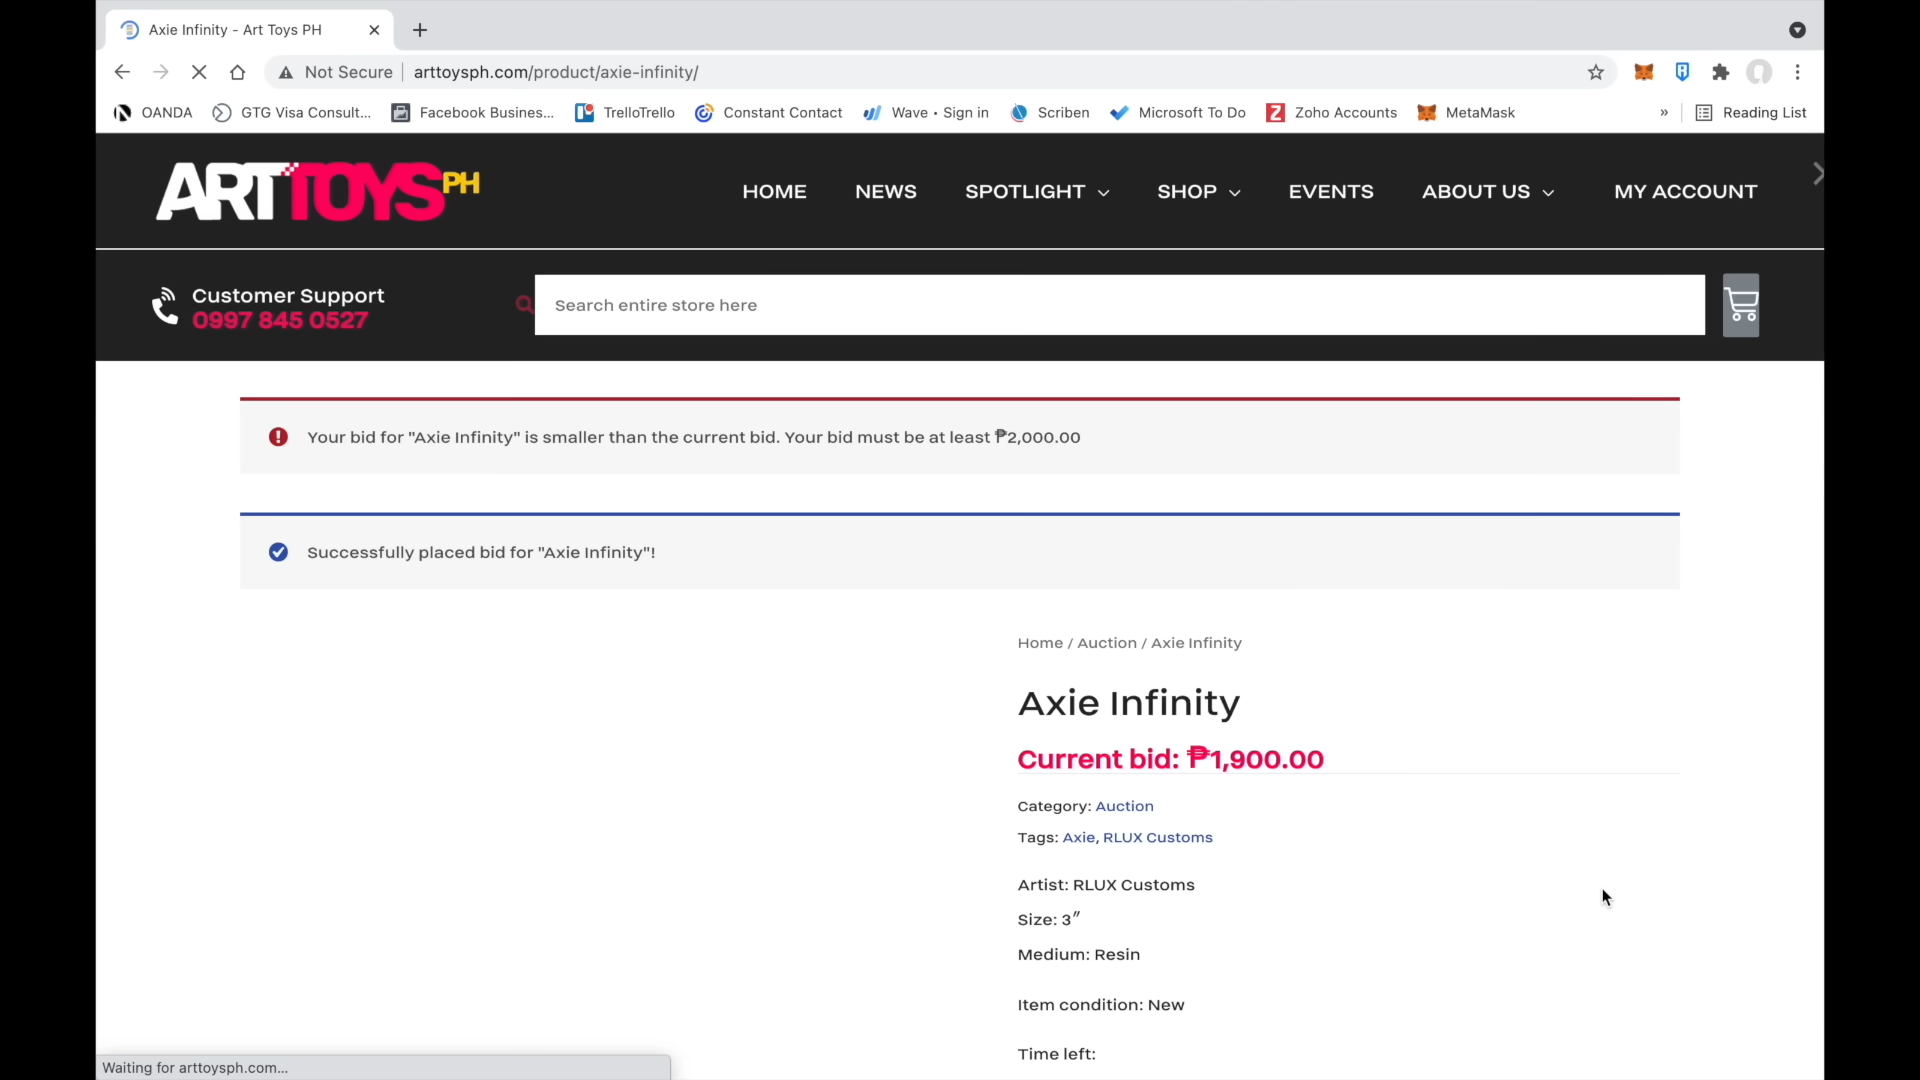 Axie Infinity - Art Toys PH
Not Secure
arttoysph.com/product/axie-infinity/
OANDA
GTG Visa Consult...
Facebook Busines...
TrelloTrello
Constant Contact
Wave • Sign in
Scriben
Microsoft To Do
Zoho Accounts
MetaMask
»
Reading List
ARTTOYSPH
HOME
NEWS
SPOTLIGHT
SHOP
EVENTS
ABOUT US
MY ACCOUNT
Customer Support
0997 845 0527
Search entire store here
Your bid for "Axie Infinity" is smaller than the current bid. Your bid must be at least ₱2,000.00
Successfully placed bid for "Axie Infinity"!
Home / Auction / Axie Infinity
Axie Infinity
Current bid: ₱1,900.00
Category: Auction
Tags: Axie, RLUX Customs
Artist: RLUX Customs
Size: 3″
Medium: Resin
Item condition: New
Time left:
Waiting for arttoysph.com...